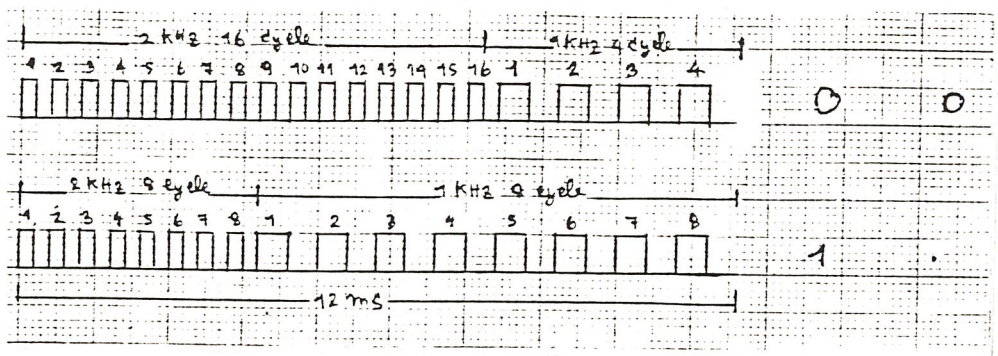 2 KHz 16 cycle 1 KHz 4 cycle
1 2 3 4 5 6 7 8 9 10 11 12 13 14 15 16 1 2 3 4 0 0
2 KHz 8 cycle 1 KHz 8 cycle
1 2 3 4 5 6 7 8 1 2 3 4 5 6 7 8 1 .
12 ms